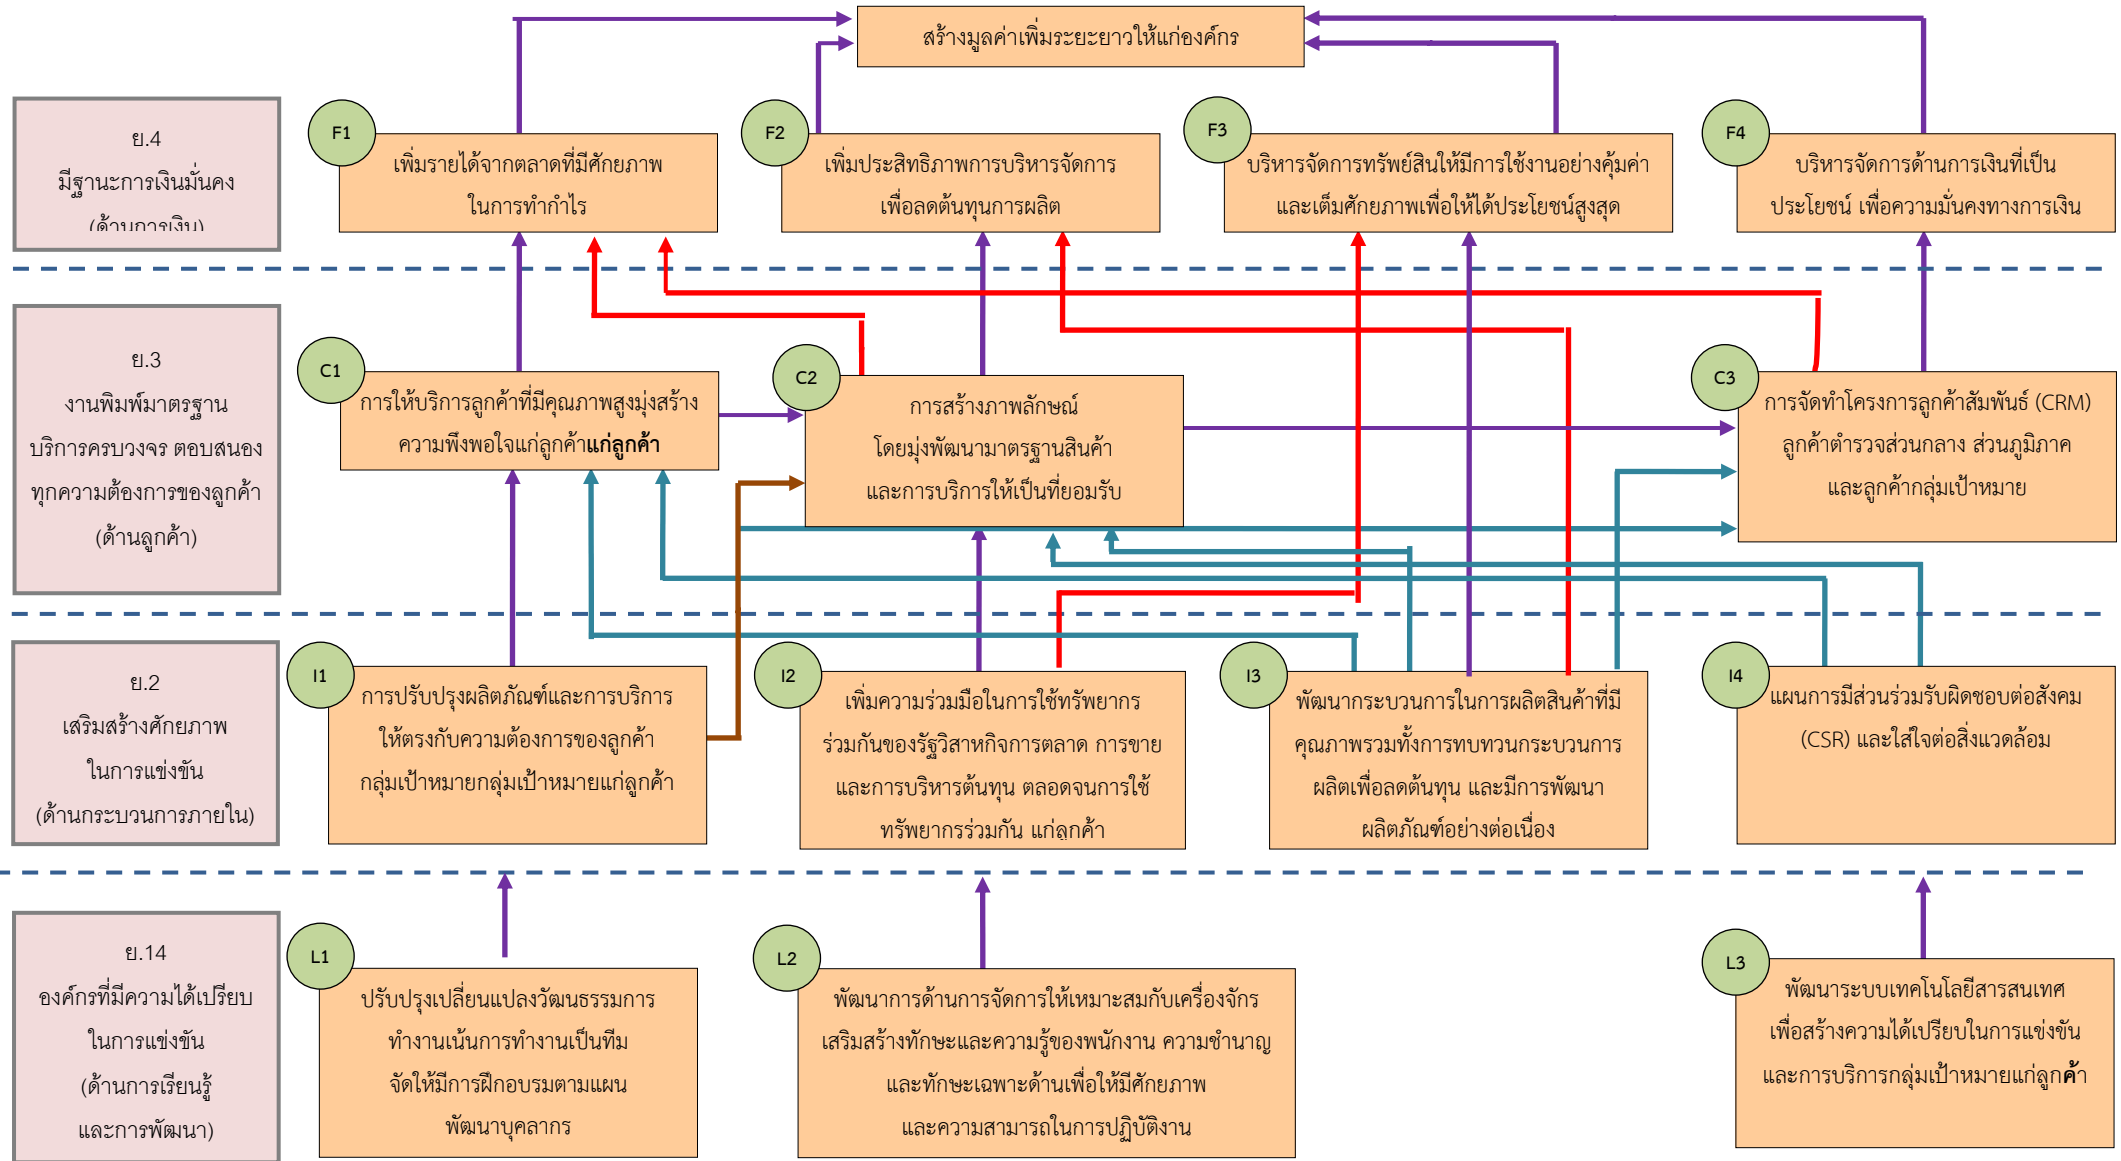 สร้างมูลค่าเพิ่มระยะยาวให้แก่องค์กร
ย.4
มีฐานะการเงินมั่นคง
(ด้านการเงิน)
F1
เพิ่มรายได้จากตลาดที่มีศักยภาพ
ในการทำกำไร
F2
เพิ่มประสิทธิภาพการบริหารจัดการ
เพื่อลดต้นทุนการผลิต
F3
บริหารจัดการทรัพย์สินให้มีการใช้งานอย่างคุ้มค่า
และเต็มศักยภาพเพื่อให้ได้ประโยชน์สูงสุด
F4
บริหารจัดการด้านการเงินที่เป็น
ประโยชน์ เพื่อความมั่นคงทางการเงิน
ย.3
งานพิมพ์มาตรฐาน
บริการครบวงจร ตอบสนอง
ทุกความต้องการของลูกค้า
(ด้านลูกค้า)
C1
การให้บริการลูกค้าที่มีคุณภาพสูงมุ่งสร้าง
ความพึงพอใจแก่ลูกค้าแก่ลูกค้า
C2
การสร้างภาพลักษณ์
โดยมุ่งพัฒนามาตรฐานสินค้า
และการบริการให้เป็นที่ยอมรับ
C3
การจัดทำโครงการลูกค้าสัมพันธ์ (CRM)
ลูกค้าตำรวจส่วนกลาง ส่วนภูมิภาค
และลูกค้ากลุ่มเป้าหมาย
ย.2
เสริมสร้างศักยภาพ
ในการแข่งขัน
(ด้านกระบวนการภายใน)
I1
การปรับปรุงผลิตภัณฑ์และการบริการ
ให้ตรงกับความต้องการของลูกค้า
กลุ่มเป้าหมายกลุ่มเป้าหมายแก่ลูกค้า
I2
เพิ่มความร่วมมือในการใช้ทรัพยากร
ร่วมกันของรัฐวิสาหกิจการตลาด การขาย
และการบริหารต้นทุน ตลอดจนการใช้
ทรัพยากรร่วมกัน แก่ลูกค้า
I3
พัฒนากระบวนการในการผลิตสินค้าที่มี
คุณภาพรวมทั้งการทบทวนกระบวนการ
ผลิตเพื่อลดต้นทุน และมีการพัฒนา
ผลิตภัณฑ์อย่างต่อเนื่อง
I4
แผนการมีส่วนร่วมรับผิดชอบต่อสังคม
(CSR) และใส่ใจต่อสิ่งแวดล้อม
ย.14
องค์กรที่มีความได้เปรียบ
ในการแข่งขัน
(ด้านการเรียนรู้
และการพัฒนา)
L1
ปรับปรุงเปลี่ยนแปลงวัฒนธรรมการ
ทำงานเน้นการทำงานเป็นทีม
จัดให้มีการฝึกอบรมตามแผน
พัฒนาบุคลากร
L2
พัฒนาการด้านการจัดการให้เหมาะสมกับเครื่องจักร
เสริมสร้างทักษะและความรู้ของพนักงาน ความชำนาญ
และทักษะเฉพาะด้านเพื่อให้มีศักยภาพ
และความสามารถในการปฏิบัติงาน
L3
พัฒนาระบบเทคโนโลยีสารสนเทศ
เพื่อสร้างความได้เปรียบในการแข่งขัน
และการบริการกลุ่มเป้าหมายแก่ลูกค้า